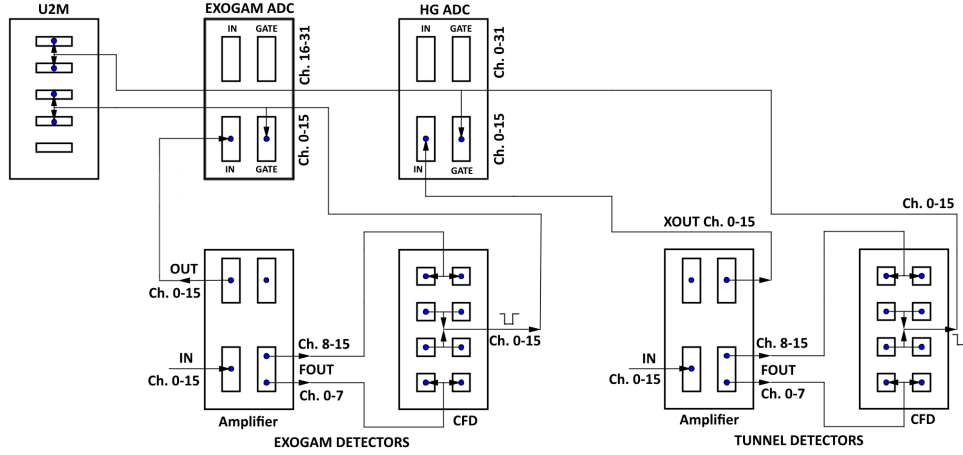 U2M
EXOGAM ADC
HG ADC
IN
GATE
Ch. 16-31
IN
GATE
Ch. 0-31
Ch. 0-15
IN
GATE
Ch. 0-15
IN
GATE
OUT
Ch. 0-15
IN
Ch. 0-15
Ch. 8-15
FOUT
Ch. 0-7
Amplifier
Ch. 0-15
CFD
EXOGAM DETECTORS
XOUT Ch. 0-15
Ch. 0-15
IN
Ch. 0-15
Ch. 8-15
FOUT
Ch. 0-7
Amplifier
CFD
TUNNEL DETECTORS